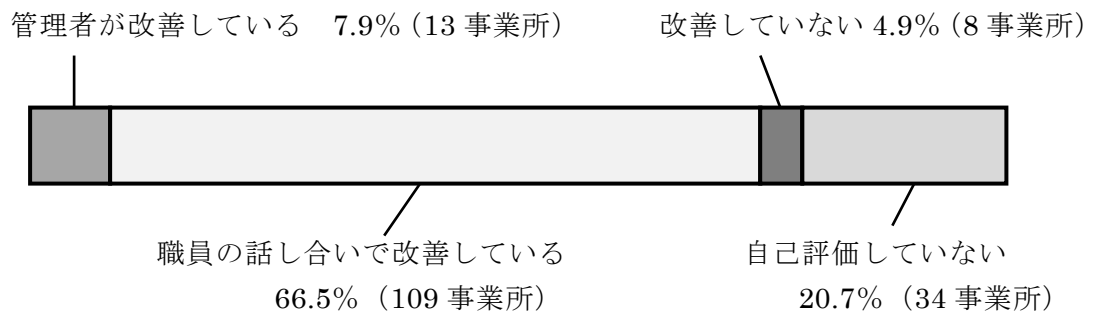 管理者が改善している　7.9%（13 事業所）
改善していない 4.9%（8 事業所）
職員の話し合いで改善している
66.5%（109 事業所）
自己評価していない
20.7%（34 事業所）